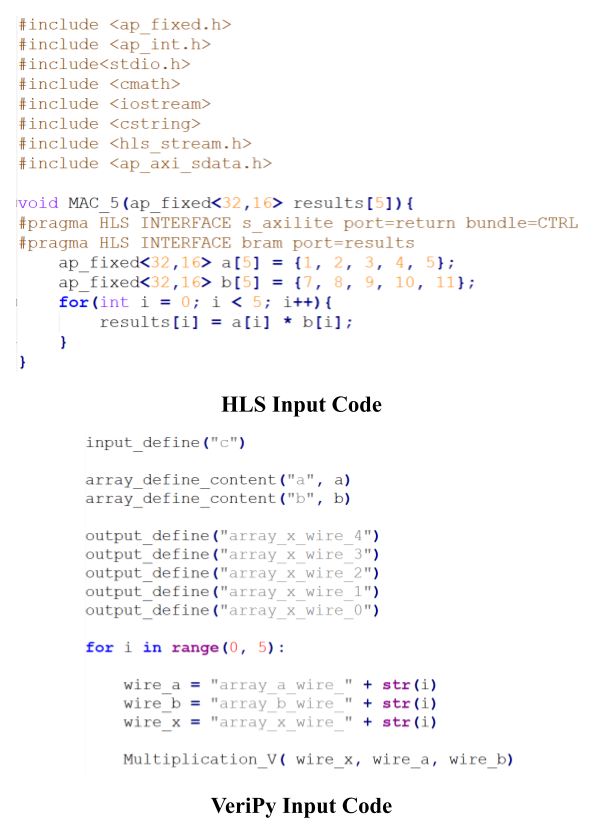 #include <ap_fixed.h>
#include <ap_int.h>
#include<stdio.h>
#include <cmath>
#include <iostream>
#include <cstring>
#include <hls_stream.h>
#include <ap_axi_sdata.h>
void MAC_5(ap_fixed<32,16> results[5]){
#pragma HLS INTERFACE s_axilite port=return bundle=CTRL
#pragma HLS INTERFACE bram port=results
    ap_fixed<32,16> a[5] = {1, 2, 3, 4, 5};
    ap_fixed<32,16> b[5] = {7, 8, 9, 10, 11};
    for(int i = 0; i < 5; i++){
        results[i] = a[i] * b[i];
    }
}
HLS Input Code
input_define("c")
array_define_content("a", a)
array_define_content("b", b)
output_define("array_x_wire_4")
output_define("array_x_wire_3")
output_define("array_x_wire_2")
output_define("array_x_wire_1")
output_define("array_x_wire_0")
for i in range(0, 5):
    wire_a = "array_a_wire_" + str(i)
    wire_b = "array_b_wire_" + str(i)
    wire_x = "array_x_wire_" + str(i)
    Multiplication_V( wire_x, wire_a, wire_b)
VeriPy Input Code